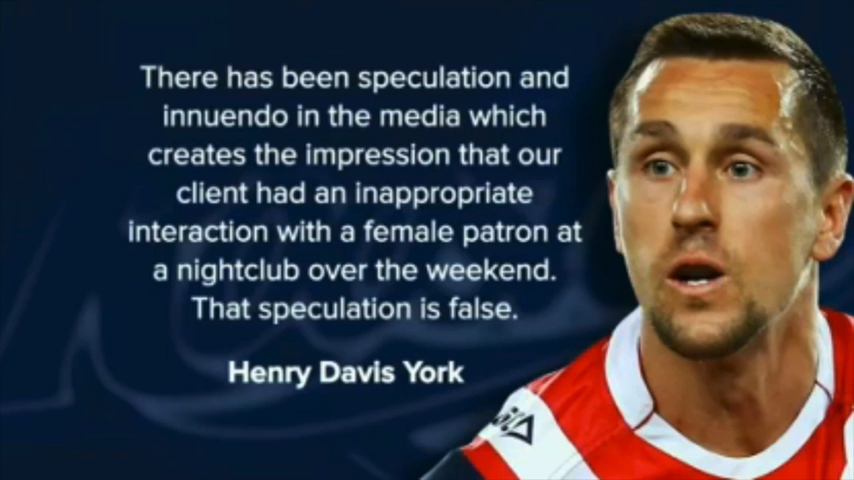 There has been speculation and
innuendo in the media which
creates the impression that our
client had an inappropriate
interaction with a female patron at
a nightclub over the weekend.
That speculation is false.
Henry Davis York